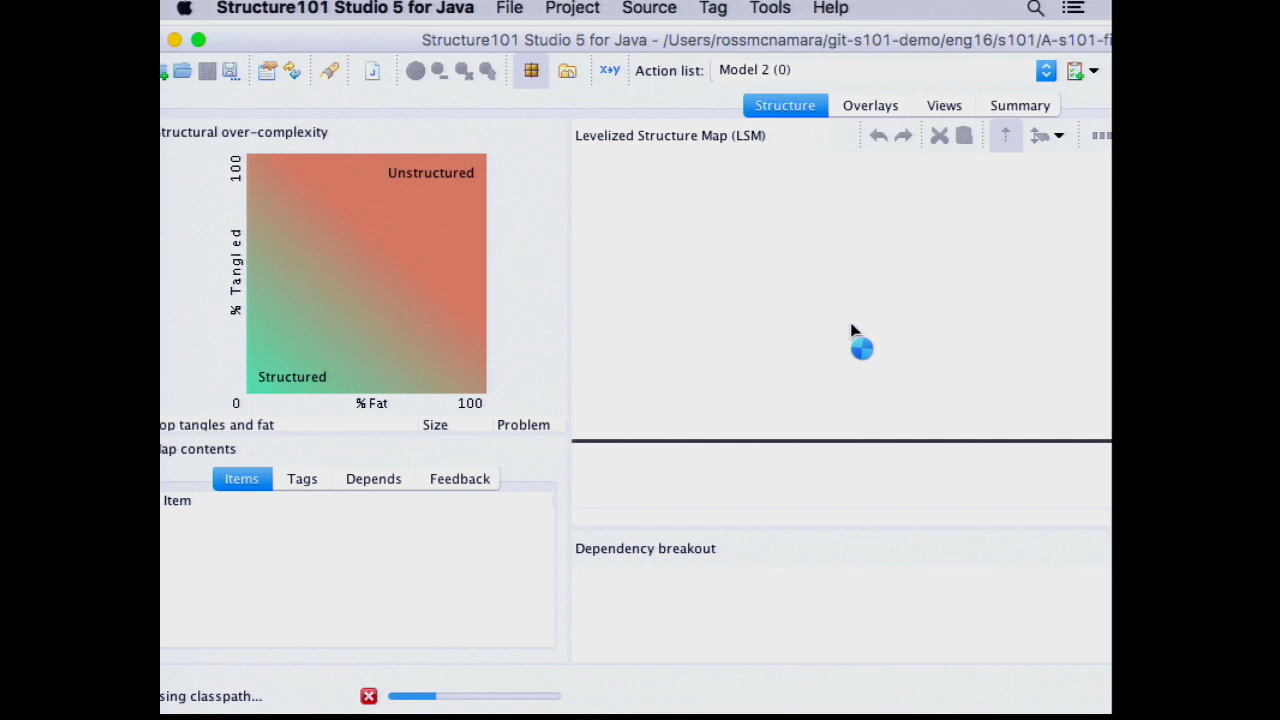 Structure101 Studio 5 for Java File Project Source Tag Tools Help
Structure101 Studio 5 for Java - /Users/rossmcnamara/git-s101-demo/eng16/s101/A-s101-fi
X+y Action list: Model 2 (0)
Structure Overlays Views Summary
tructural over-complexity
Levelized Structure Map (LSM)
100
Unstructured
% Tangled
Structured
0 % Fat 100
op tangles and fat Size Problem
ap contents
Items Tags Depends Feedback
Item
Dependency breakout
sing classpath...